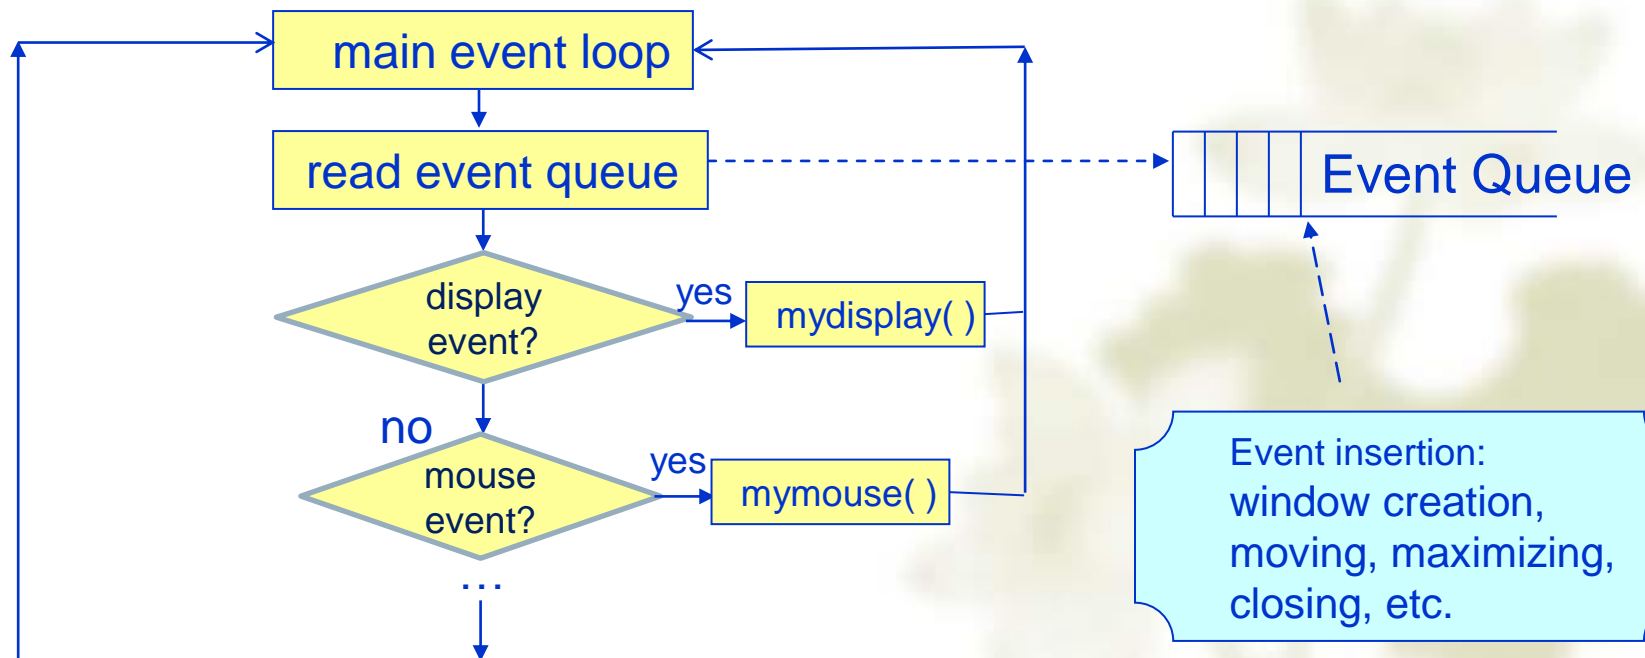 main event loop
read event queue
Event Queue
display
event?
yes
mydisplay( )
no
mouse
event?
yes
mymouse( )
...
Event insertion:
window creation,
moving, maximizing,
closing, etc.